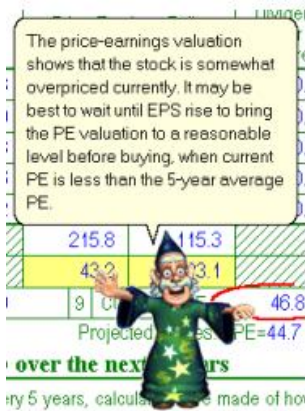 Divide
The price-earnings valuation
shows that the stock is somewhat
overpriced currently. It may be
best to wait until EPS rise to bring
the PE valuation to a reasonable
level before buying, when current
PE is less than the 5-year average
PE.
215.8 115.3
43.2 3.1
9 46.8
Projected PE=44.7
over the next
ery 5 years, made of how